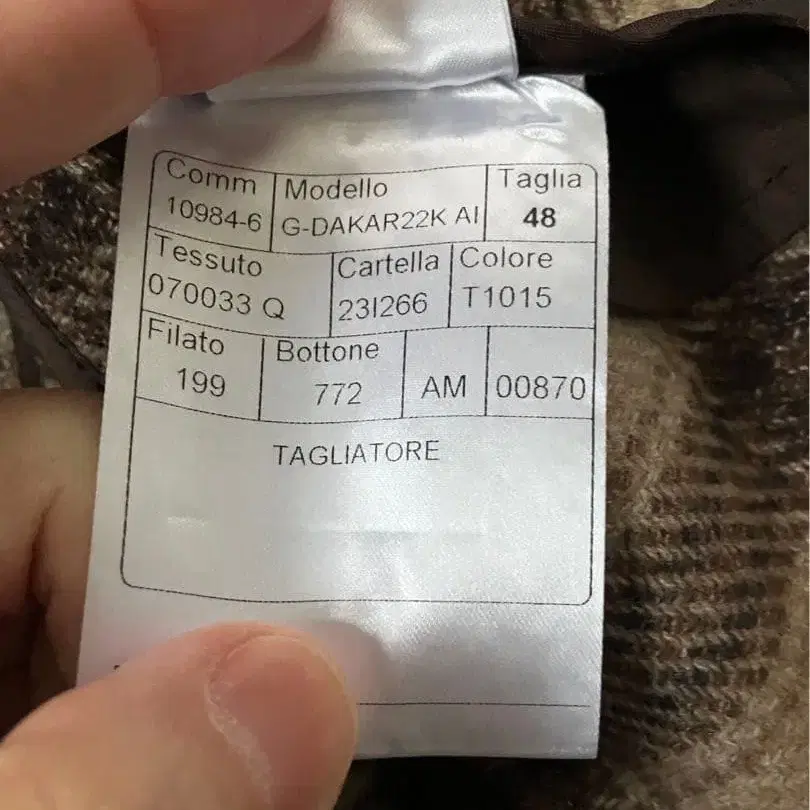 Comm Modello Taglia
10984-6 G-DAKAR22K AI 48
Tessuto Cartella Colore
070033 Q 23I266 T1015
Filato Bottone
199 772 AM 00870
TAGLIATORE